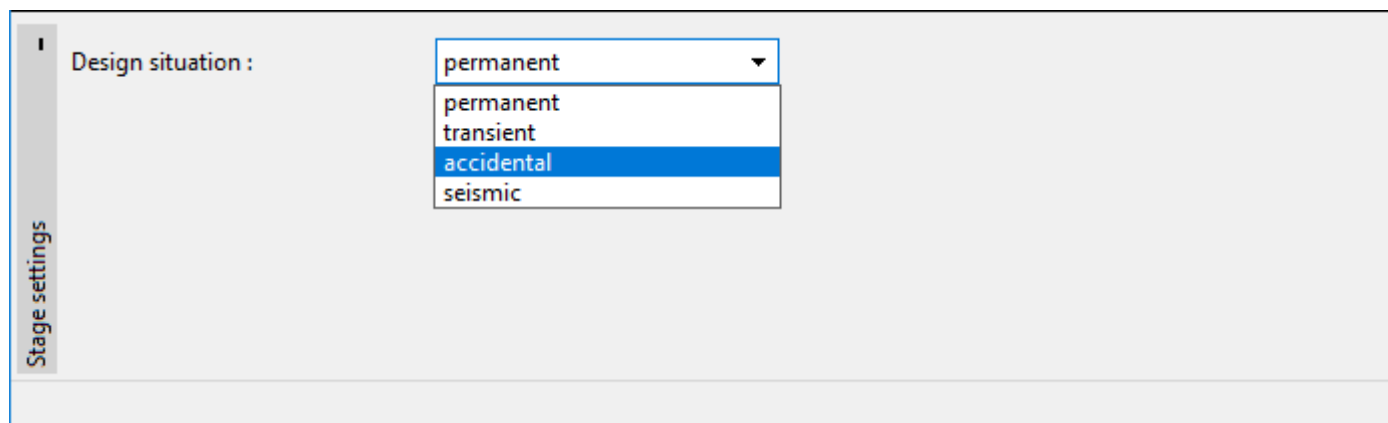 Design situation :
permanent
permanent
transient
accidental
seismic
Stage settings